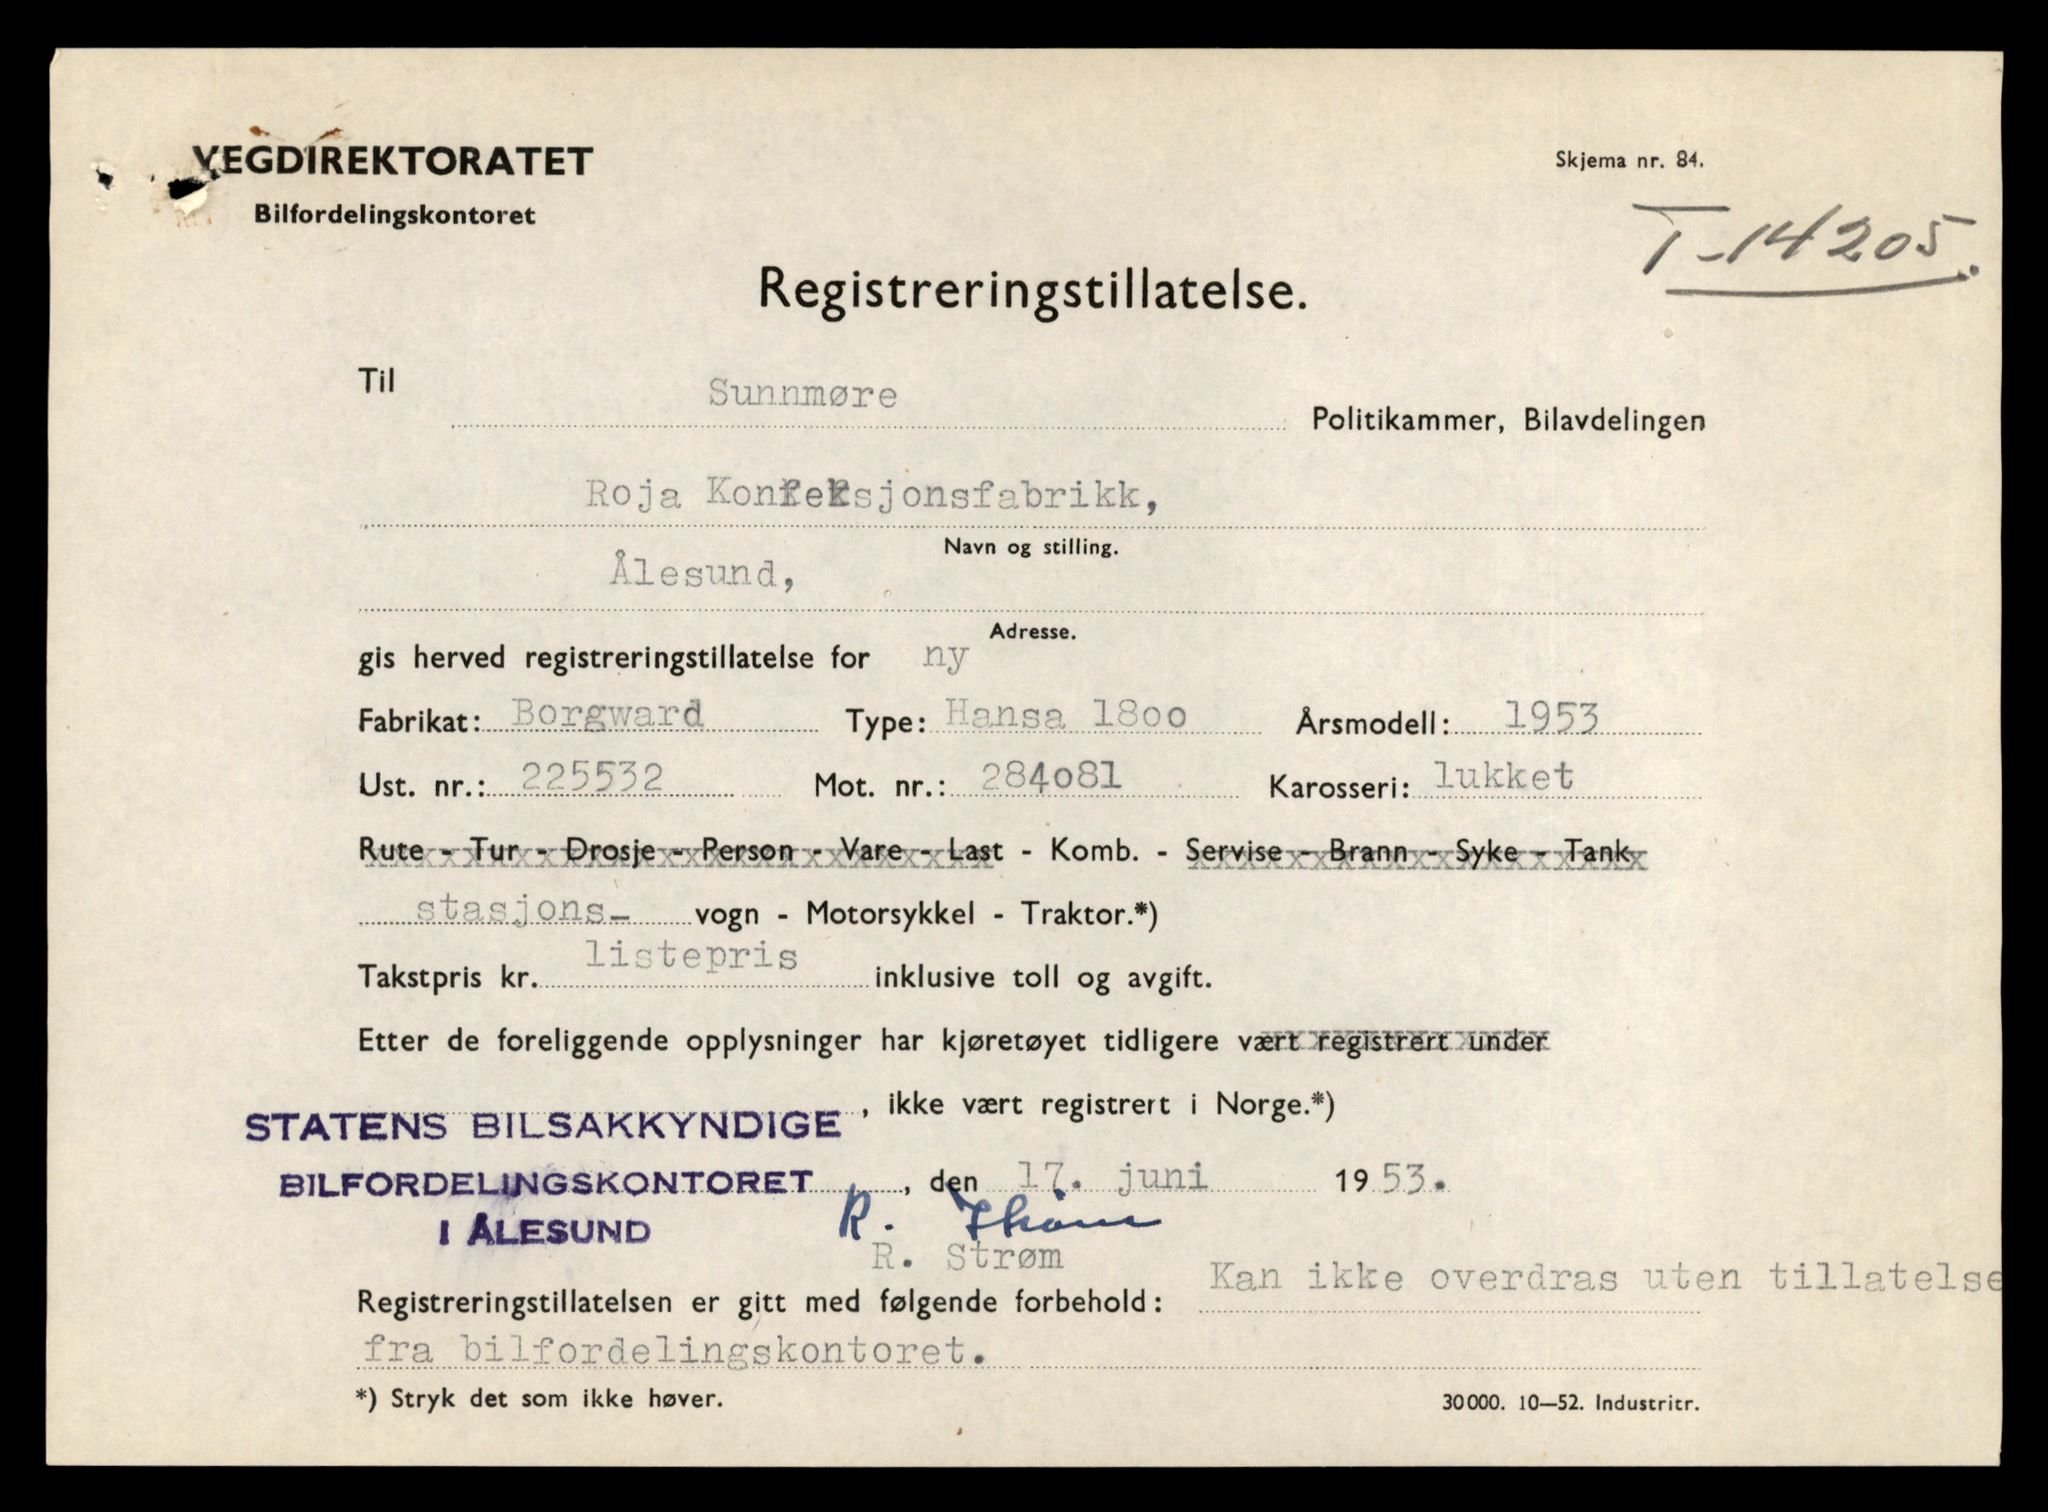 VEGDIREKTORATET
Bilfordelingskontoret
Skjema nr. 84.
T-14205.
Registreringstillatelse.
Til Sunnmøre Politikammer, Bilavdelingen
Roja Konfeksjonsfabrikk,
Navn og stilling.
Ålesund,
Adresse.
gis herved registreringstillatelse for ny
Fabrikat: Borgward Type: Hansa 18oo Årsmodell: 1953
Ust. nr.: 225532 Mot. nr.: 284o81 Karosseri: lukket
Rute - Tur - Drosje - Person - Vare - Last - Komb. - Servise - Brann - Syke - Tank
stasjons- vogn - Motorsykkel - Traktor.*)
Takstpris kr. listepris inklusive toll og avgift.
Etter de foreliggende opplysninger har kjøretøyet tidligere vært registrert under
, ikke vært registrert i Norge.*)
STATENS BILSAKKYNDIGE
BILFORDELINGSKONTORET , den 17. juni 1953.
I ÅLESUND R. Strøm
R. Strøm
Registreringstillatelsen er gitt med følgende forbehold: Kan ikke overdras uten tillatelse
fra bilfordelingskontoret.
*) Stryk det som ikke høver.
30000. 10—52. Industritr.